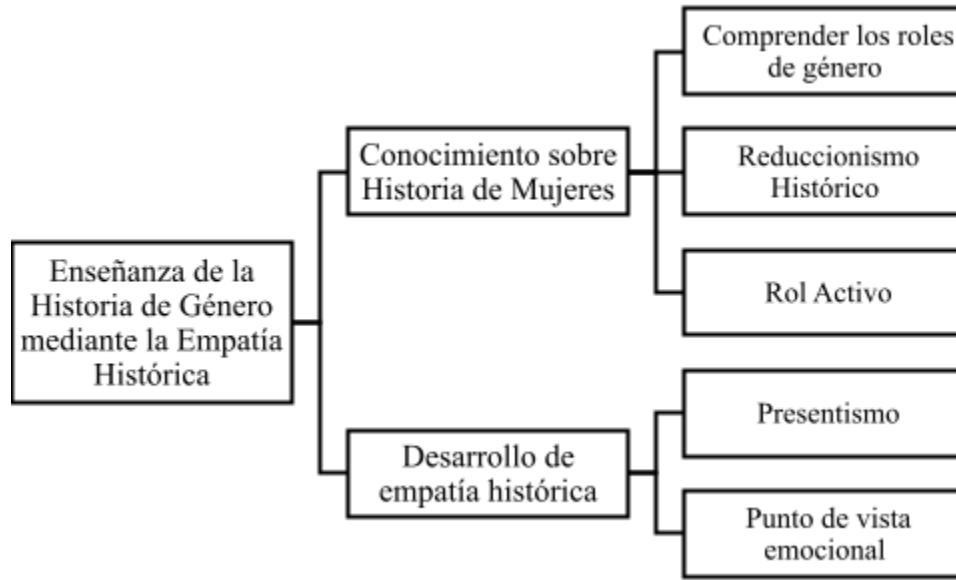 Enseñanza de la
Historia de Género
mediante la Empatía
Histórica
Conocimiento sobre
Historia de Mujeres
Desarrollo de
empatía histórica
Comprender los roles
de género
Reduccionismo
Histórico
Rol Activo
Presentismo
Punto de vista
emocional